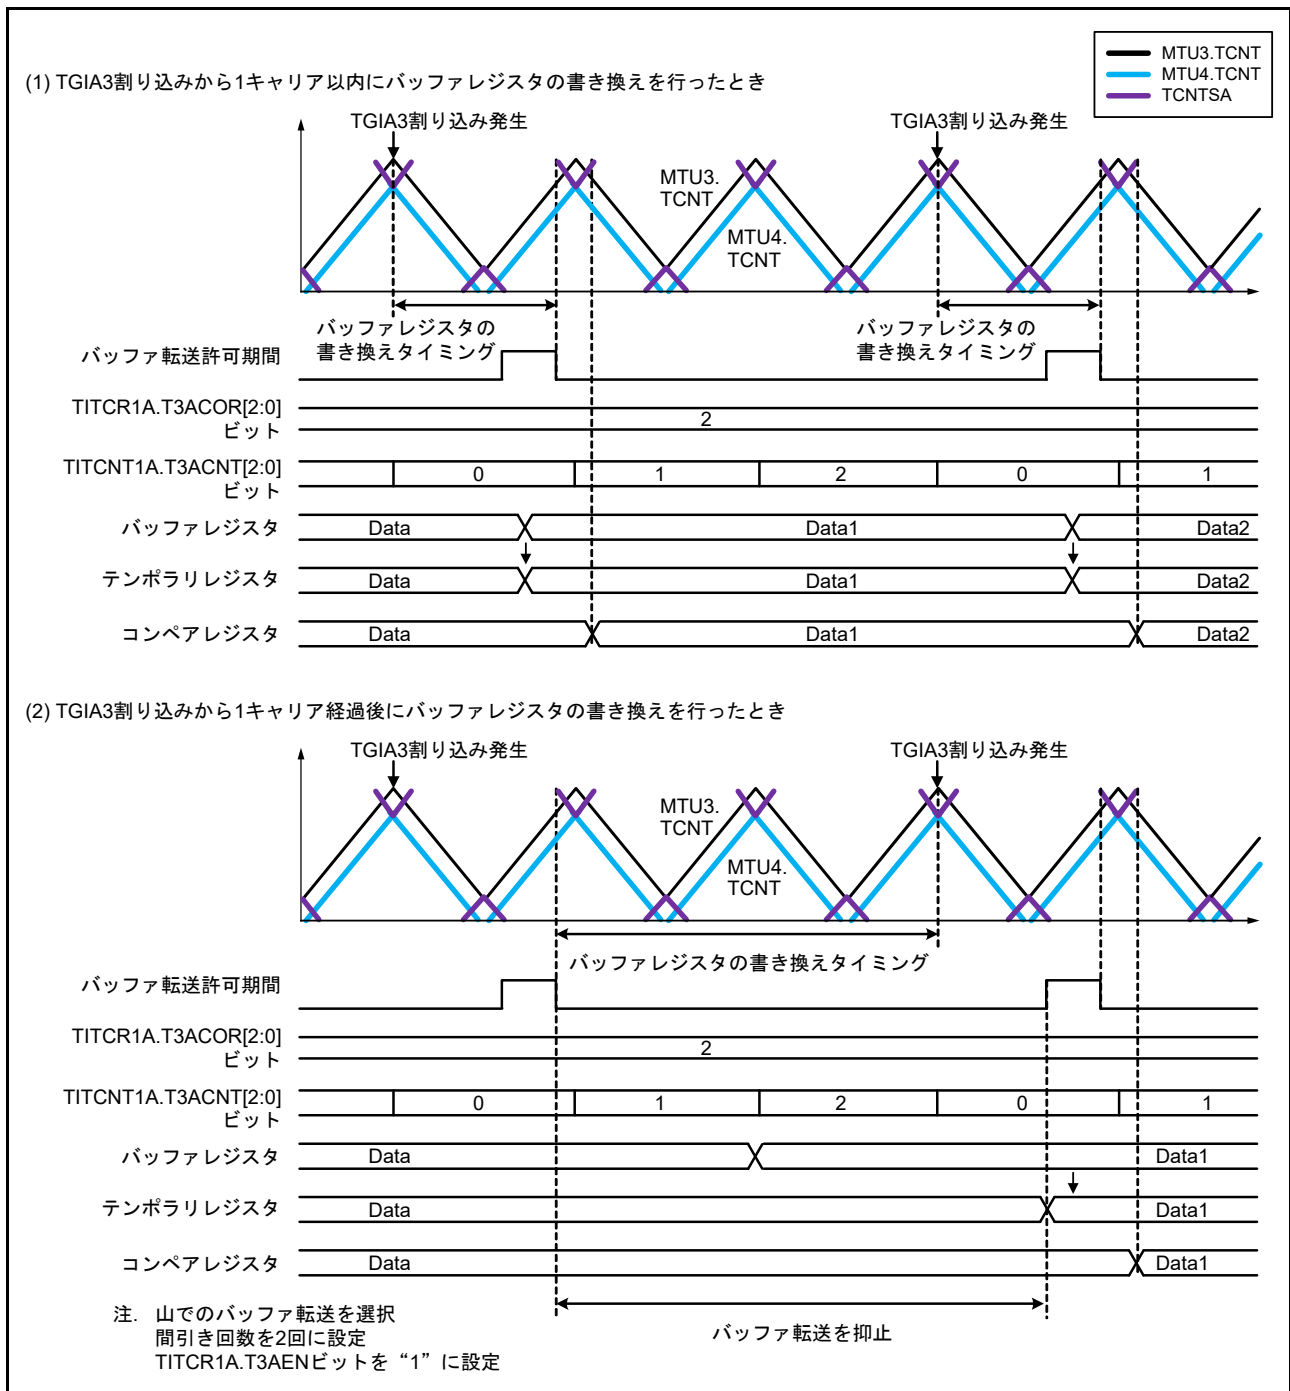 MTU3.TCNT
MTU4.TCNT
TCNTSA
(1) TGIA3割り込みから1キャリア以内にバッファレジスタの書き換えを行ったとき
TGIA3割り込み発生
TGIA3割り込み発生
MTU3.
TCNT
MTU4.
TCNT
バッファレジスタの
書き換えタイミング
バッファレジスタの
書き換えタイミング
バッファ転送許可期間
TITCR1A.T3ACOR[2:0]
ビット
2
TITCNT1A.T3ACNT[2:0]
ビット
0
1
2
0
1
バッファレジスタ
Data
Data1
Data2
テンポラリレジスタ
Data
Data1
Data2
コンペアレジスタ
Data
Data1
Data2
(2) TGIA3割り込みから1キャリア経過後にバッファレジスタの書き換えを行ったとき
TGIA3割り込み発生
TGIA3割り込み発生
MTU3.
TCNT
MTU4.
TCNT
バッファレジスタの書き換えタイミング
バッファ転送許可期間
TITCR1A.T3ACOR[2:0]
ビット
2
TITCNT1A.T3ACNT[2:0]
ビット
0
1
2
0
1
バッファレジスタ
Data
Data1
テンポラリレジスタ
Data
Data1
コンペアレジスタ
Data
Data1
バッファ転送を抑止
注. 山でのバッファ転送を選択
間引き回数を2回に設定
TITCR1A.T3AENビットを“1”に設定